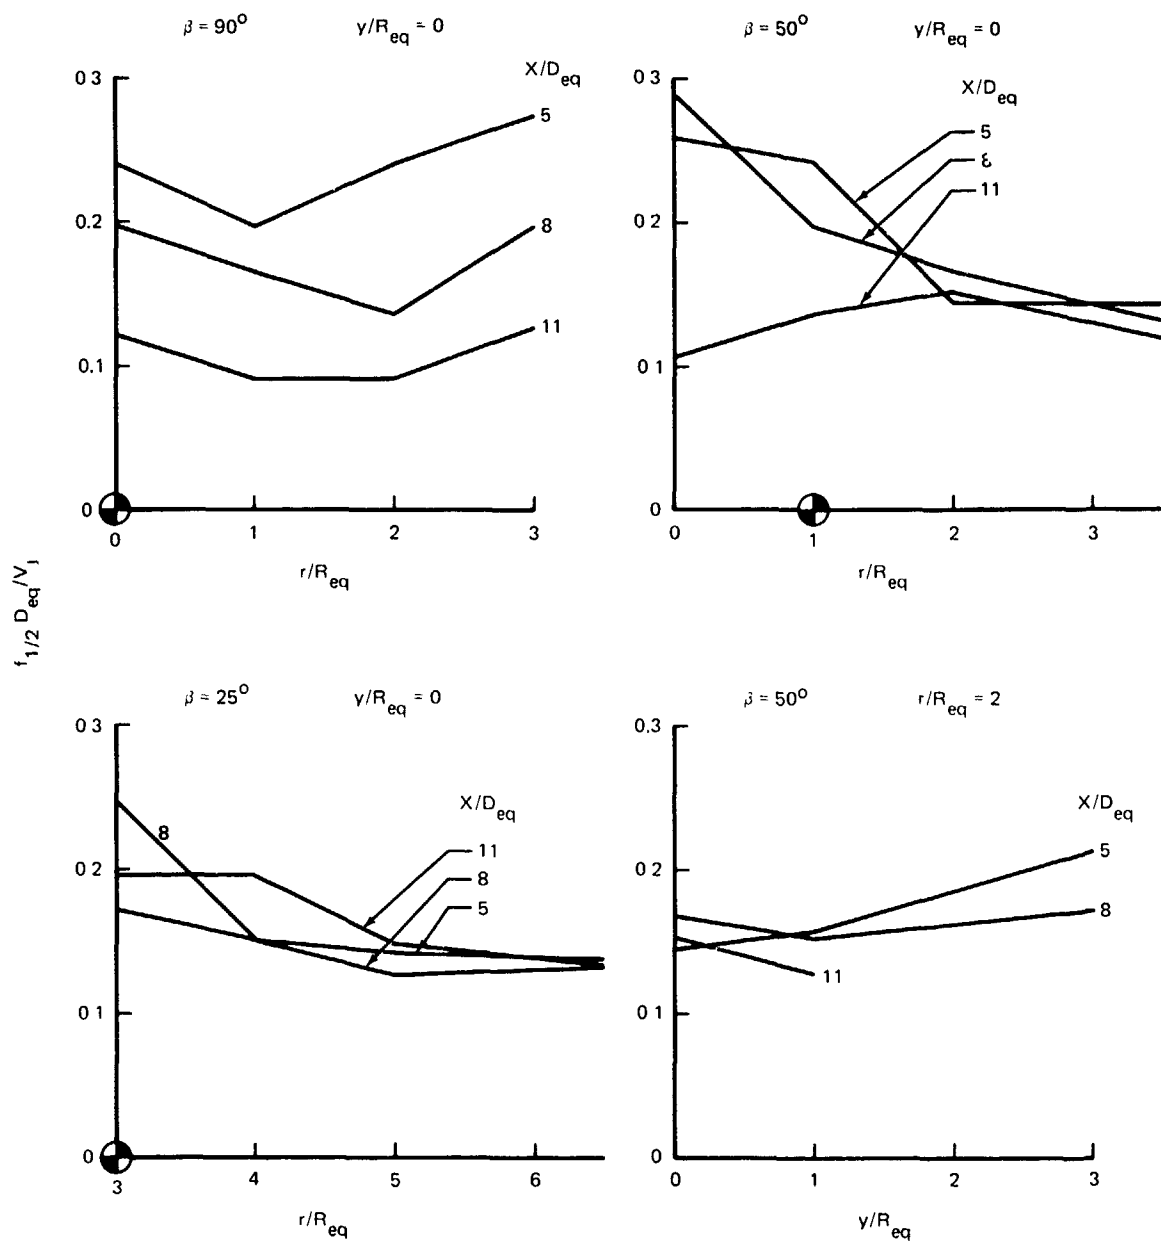 β = 90° y/R_eq = 0
X/D_eq
0 3
5
0 2
8
0.1
11
0
0 1 2 3
r/R_eq
β = 50° y/R_eq = 0
X/D_eq
0.3
5
8
11
0 2
0.1
0
0 1 2 3
r/R_eq
f_1/2 D_eq/V_J
β = 25° y/R_eq = 0
0.3
X/D_eq
8
11
8
5
0.2
0 1
0
3 4 5 6
r/R_eq
β = 50° r/R_eq = 2
0.3
X/D_eq
5
0.2
8
11
0 1
0
0 1 2 3
y/R_eq